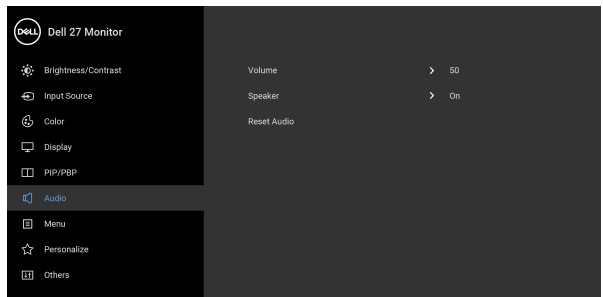 DELL Dell 27 Monitor
Brightness/Contrast
Input Source
Color
Display
PIP/PBP
Audio
Menu
Personalize
Others
Volume 50
Speaker On
Reset Audio